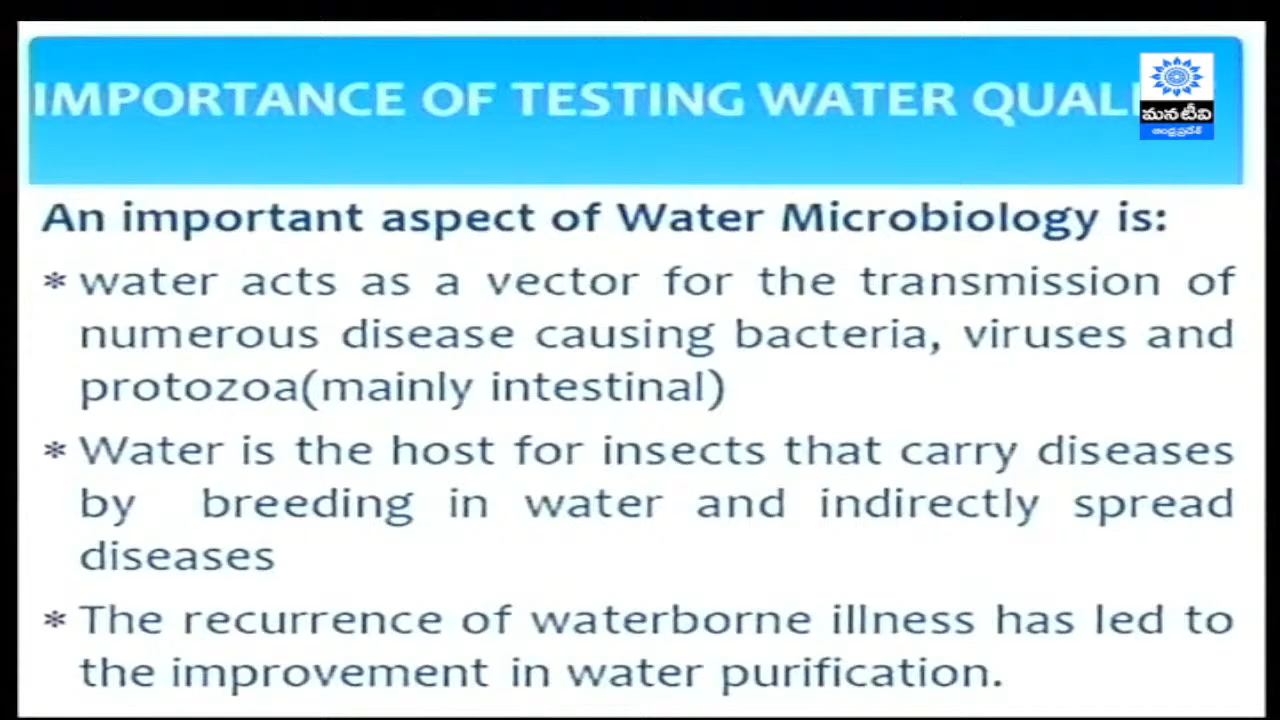 IMPORTANCE OF TESTING WATER QUALI
మన టీవి
ఆంధ్రప్రదేశ్
An important aspect of Water Microbiology is:
* water acts as a vector for the transmission of
numerous disease causing bacteria, viruses and
protozoa(mainly intestinal)
* Water is the host for insects that carry diseases
by breeding in water and indirectly spread
diseases
* The recurrence of waterborne illness has led to
the improvement in water purification.